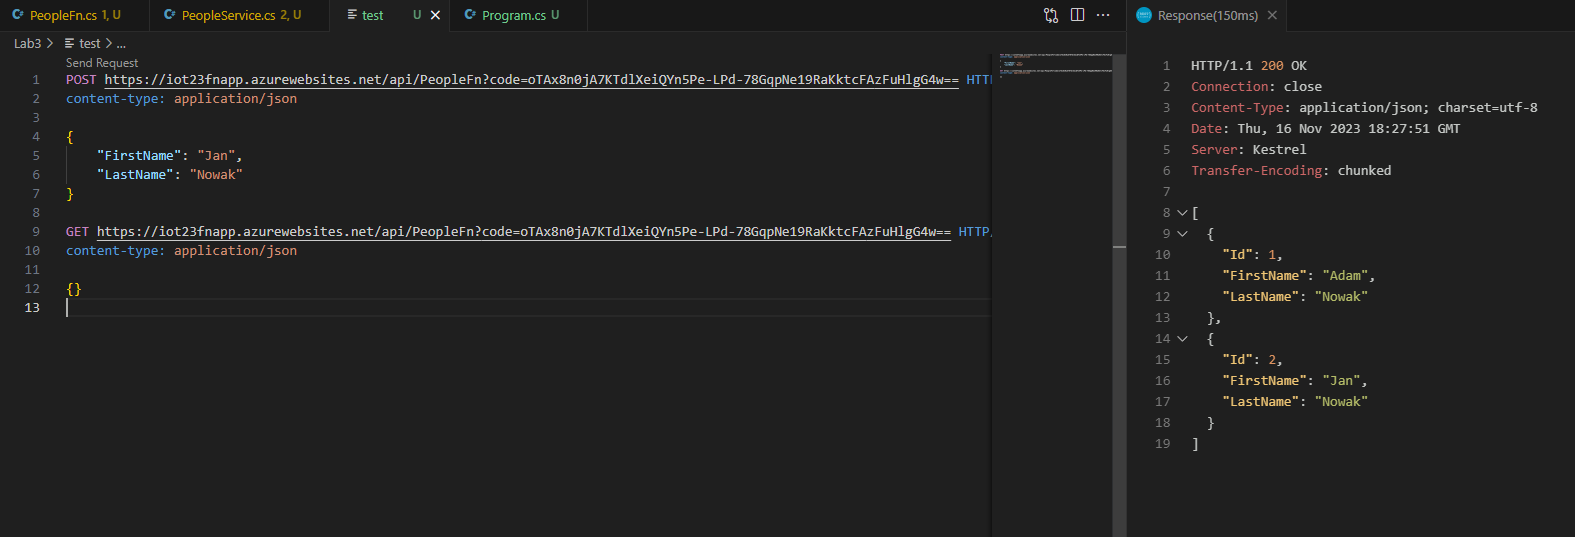 PeopleFn.cs 1, U
PeopleService.cs 2, U
test U
Program.cs U
Lab3 > test > ...
Send Request
1 POST https://iot23fnapp.azurewebsites.net/api/PeopleFn?code=oTAx8n0jA7KTdlXeiQYn5Pe-LPd-78GqpNe19RaKktcFAzFuHlgG4w== HTTP
2 content-type: application/json
3
4 {
5 "FirstName": "Jan",
6 "LastName": "Nowak"
7 }
8
9 GET https://iot23fnapp.azurewebsites.net/api/PeopleFn?code=oTAx8n0jA7KTdlXeiQYn5Pe-LPd-78GqpNe19RaKktcFAzFuHlgG4w== HTTP/
10 content-type: application/json
11
12 {}
13
Response(150ms)
1 HTTP/1.1 200 OK
2 Connection: close
3 Content-Type: application/json; charset=utf-8
4 Date: Thu, 16 Nov 2023 18:27:51 GMT
5 Server: Kestrel
6 Transfer-Encoding: chunked
7
8 [
9 {
10 "Id": 1,
11 "FirstName": "Adam",
12 "LastName": "Nowak"
13 },
14 {
15 "Id": 2,
16 "FirstName": "Jan",
17 "LastName": "Nowak"
18 }
19 ]